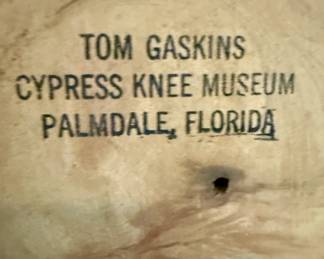 TOM GASKINS
CYPRESS KNEE MUSEUM
PALMDALE, FLORIDA